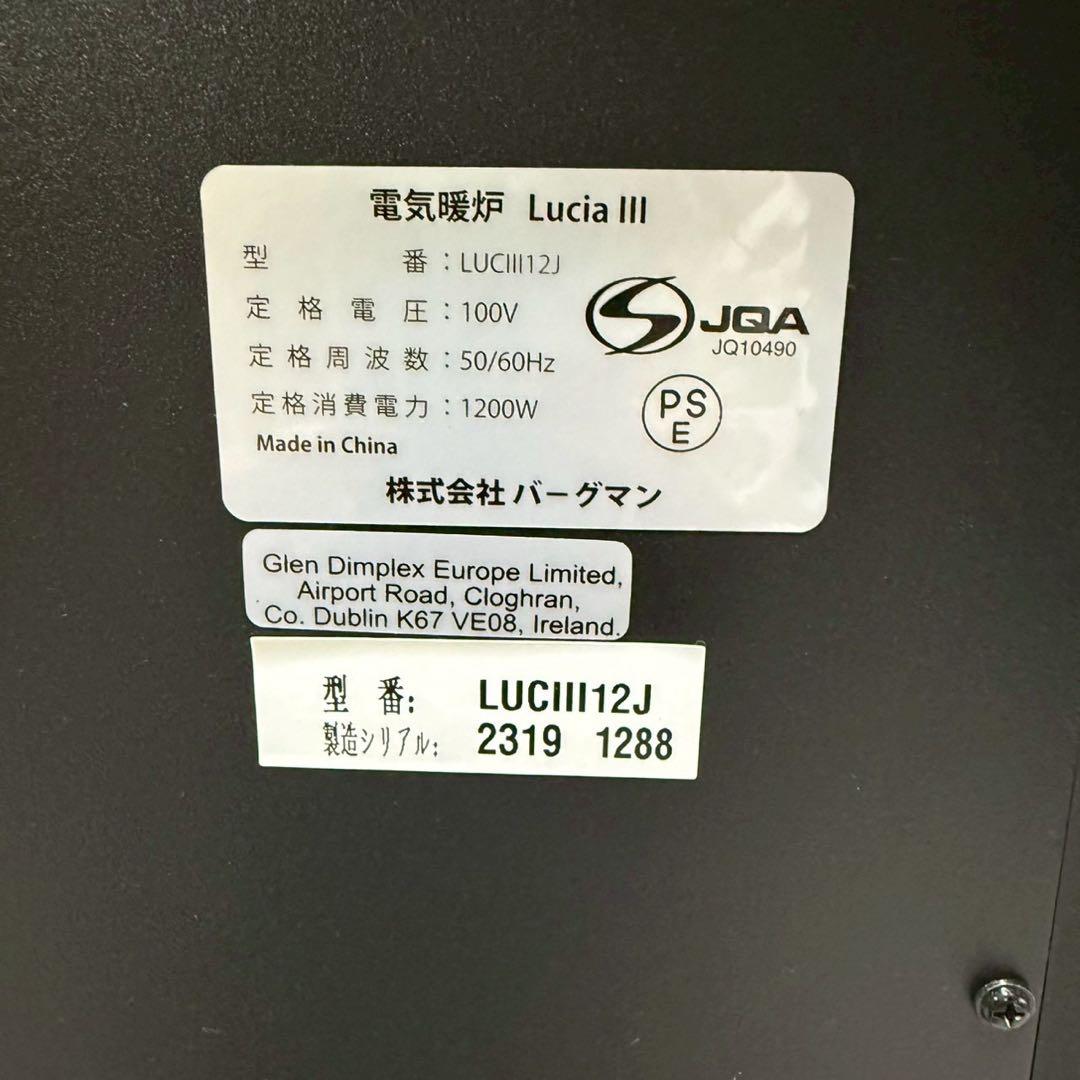 電気暖炉 Lucia III
型番：LUCIII12J
定格電圧：100V
定格周波数：50/60Hz
定格消費電力：1200W
Made in China
JQA
JQ10490
PS
E
株式会社 バーグマン
Glen Dimplex Europe Limited,
Airport Road, Cloghran,
Co. Dublin K67 VE08, Ireland.
型番: LUCIII12J
製造シリアル: 2319 1288